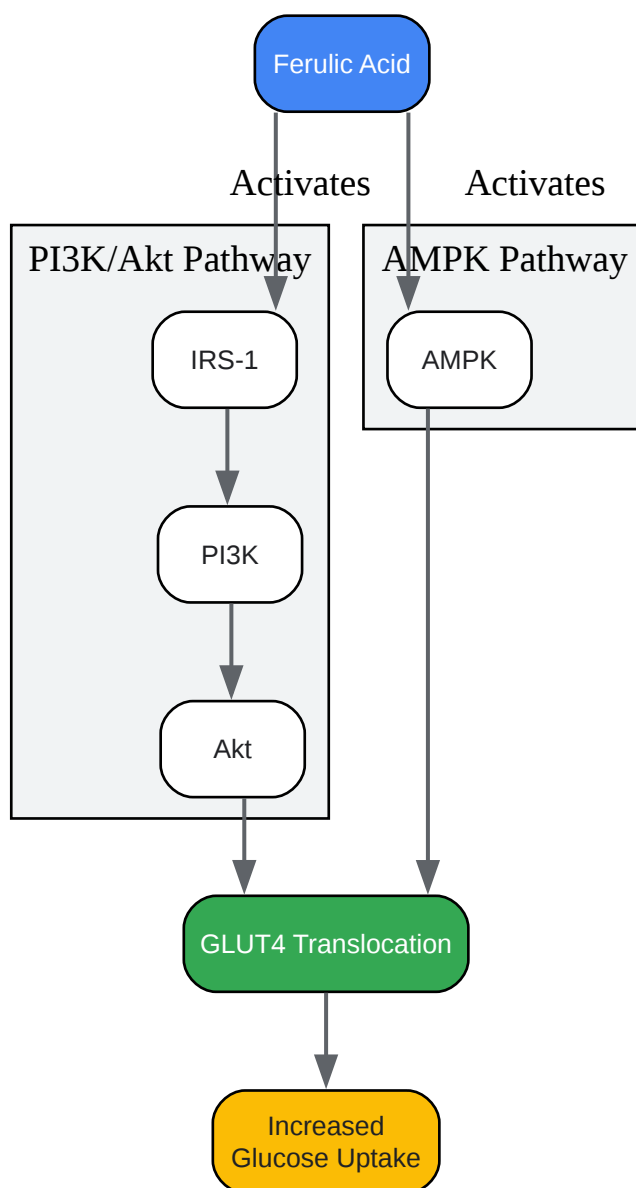 Ferulic Acid
Activates
Activates
PI3K/Akt Pathway
AMPK Pathway
IRS-1
AMPK
PI3K
Akt
GLUT4 Translocation
Increased
Glucose Uptake